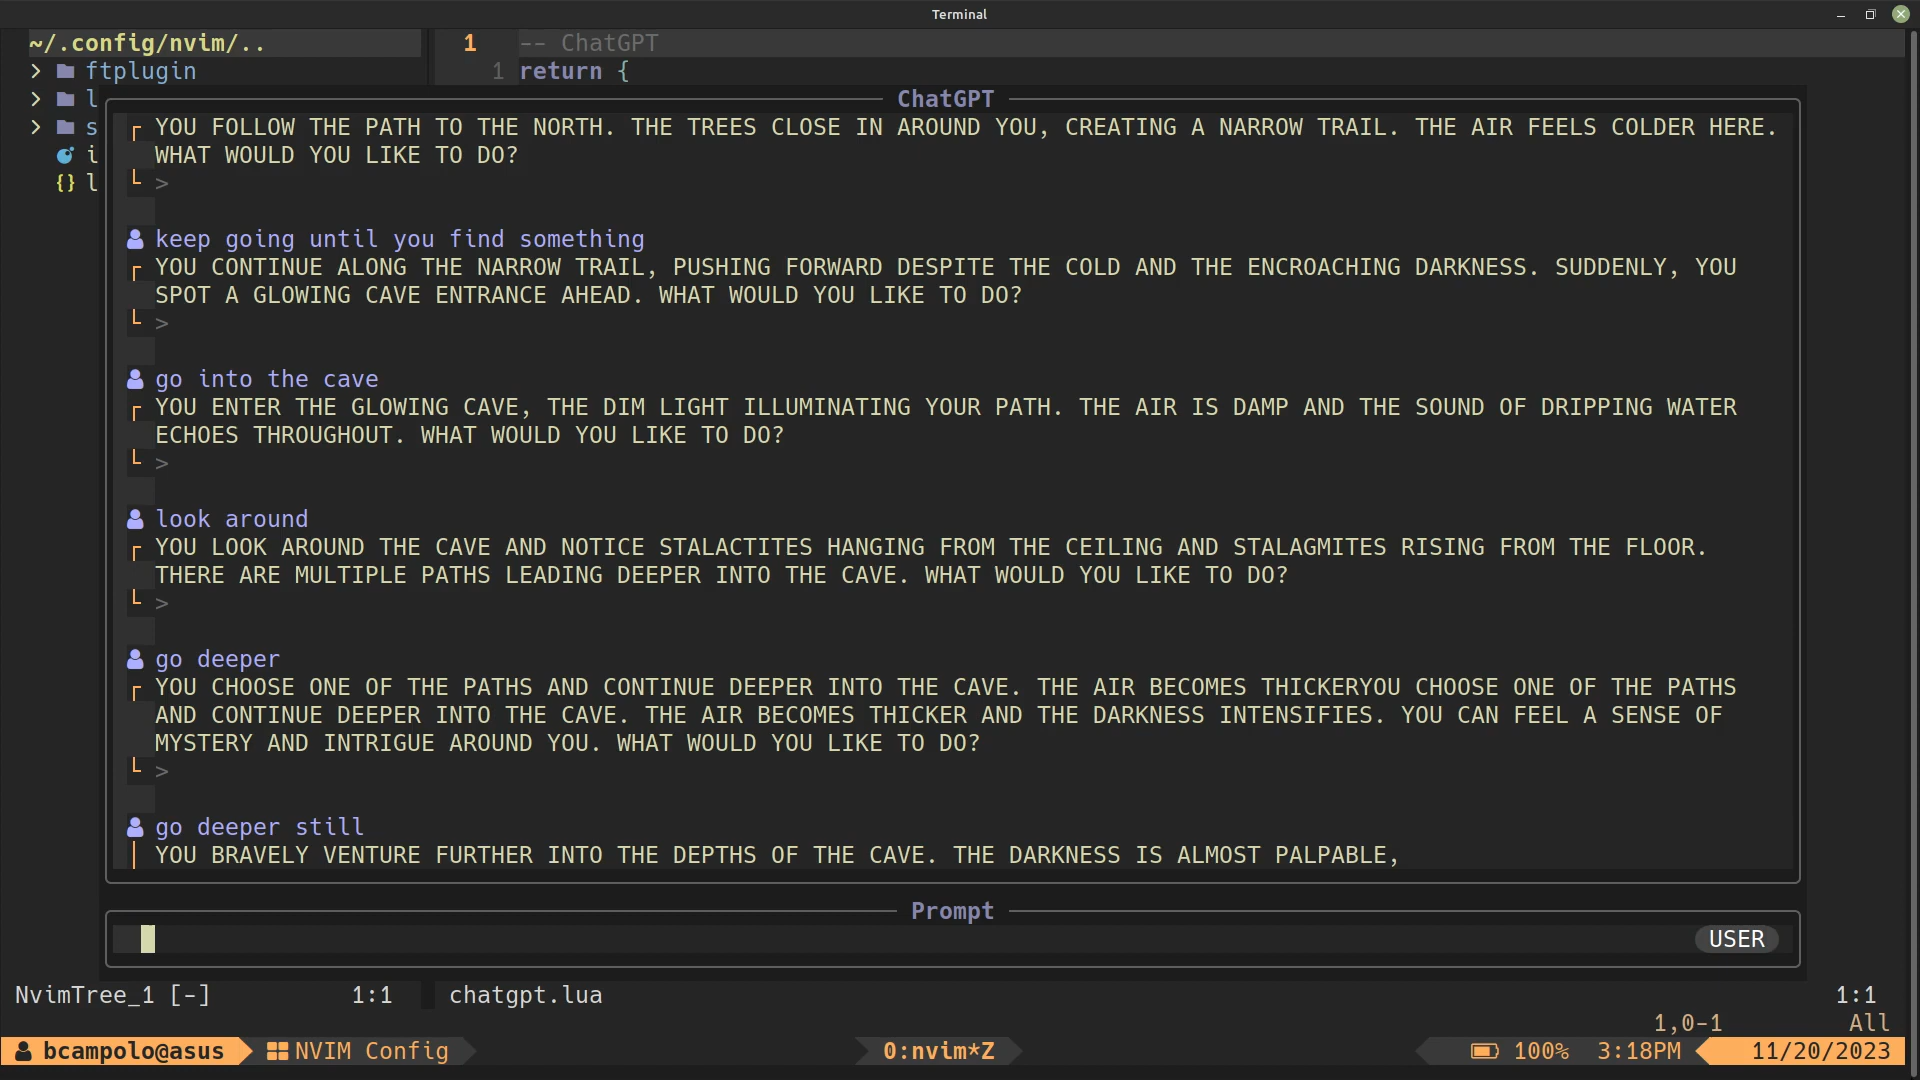 Terminal
~/.config/nvim/..
1 -- ChatGPT
> ftplugin
1 return {
> l
> s
i
{} l
ChatGPT
YOU FOLLOW THE PATH TO THE NORTH. THE TREES CLOSE IN AROUND YOU, CREATING A NARROW TRAIL. THE AIR FEELS COLDER HERE.
WHAT WOULD YOU LIKE TO DO?
>
keep going until you find something
YOU CONTINUE ALONG THE NARROW TRAIL, PUSHING FORWARD DESPITE THE COLD AND THE ENCROACHING DARKNESS. SUDDENLY, YOU
SPOT A GLOWING CAVE ENTRANCE AHEAD. WHAT WOULD YOU LIKE TO DO?
>
go into the cave
YOU ENTER THE GLOWING CAVE, THE DIM LIGHT ILLUMINATING YOUR PATH. THE AIR IS DAMP AND THE SOUND OF DRIPPING WATER
ECHOES THROUGHOUT. WHAT WOULD YOU LIKE TO DO?
>
look around
YOU LOOK AROUND THE CAVE AND NOTICE STALACTITES HANGING FROM THE CEILING AND STALAGMITES RISING FROM THE FLOOR.
THERE ARE MULTIPLE PATHS LEADING DEEPER INTO THE CAVE. WHAT WOULD YOU LIKE TO DO?
>
go deeper
YOU CHOOSE ONE OF THE PATHS AND CONTINUE DEEPER INTO THE CAVE. THE AIR BECOMES THICKERYOU CHOOSE ONE OF THE PATHS
AND CONTINUE DEEPER INTO THE CAVE. THE AIR BECOMES THICKER AND THE DARKNESS INTENSIFIES. YOU CAN FEEL A SENSE OF
MYSTERY AND INTRIGUE AROUND YOU. WHAT WOULD YOU LIKE TO DO?
>
go deeper still
YOU BRAVELY VENTURE FURTHER INTO THE DEPTHS OF THE CAVE. THE DARKNESS IS ALMOST PALPABLE,
Prompt
USER
NvimTree_1 [-] 1:1 chatgpt.lua 1:1
1,0-1 All
bcampolo@asus NVIM Config 0:nvim*Z 100% 3:18PM 11/20/2023